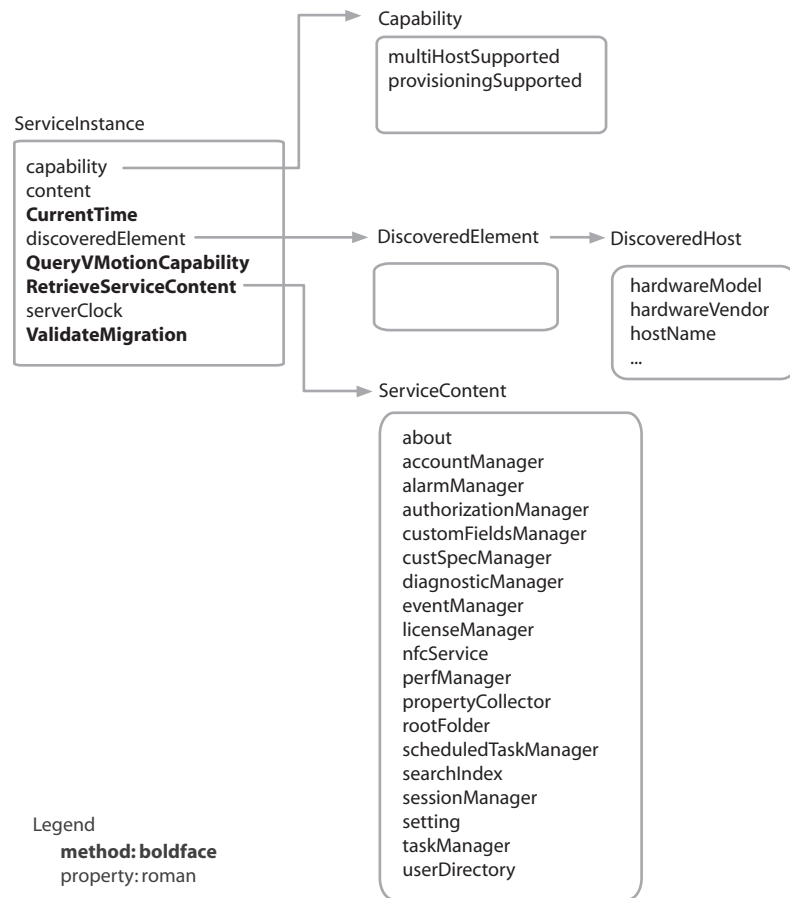 Capability
multiHostSupported
provisioningSupported
ServiceInstance
capability
content
CurrentTime
discoveredElement
QueryVMotionCapability
RetrieveServiceContent
serverClock
ValidateMigration
DiscoveredElement
DiscoveredHost
hardwareModel
hardwareVendor
hostName
...
ServiceContent
about
accountManager
alarmManager
authorizationManager
customFieldsManager
custSpecManager
diagnosticManager
eventManager
licenseManager
nfcService
perfManager
propertyCollector
rootFolder
scheduledTaskManager
searchIndex
sessionManager
setting
taskManager
userDirectory
Legend
method: boldface
property: roman